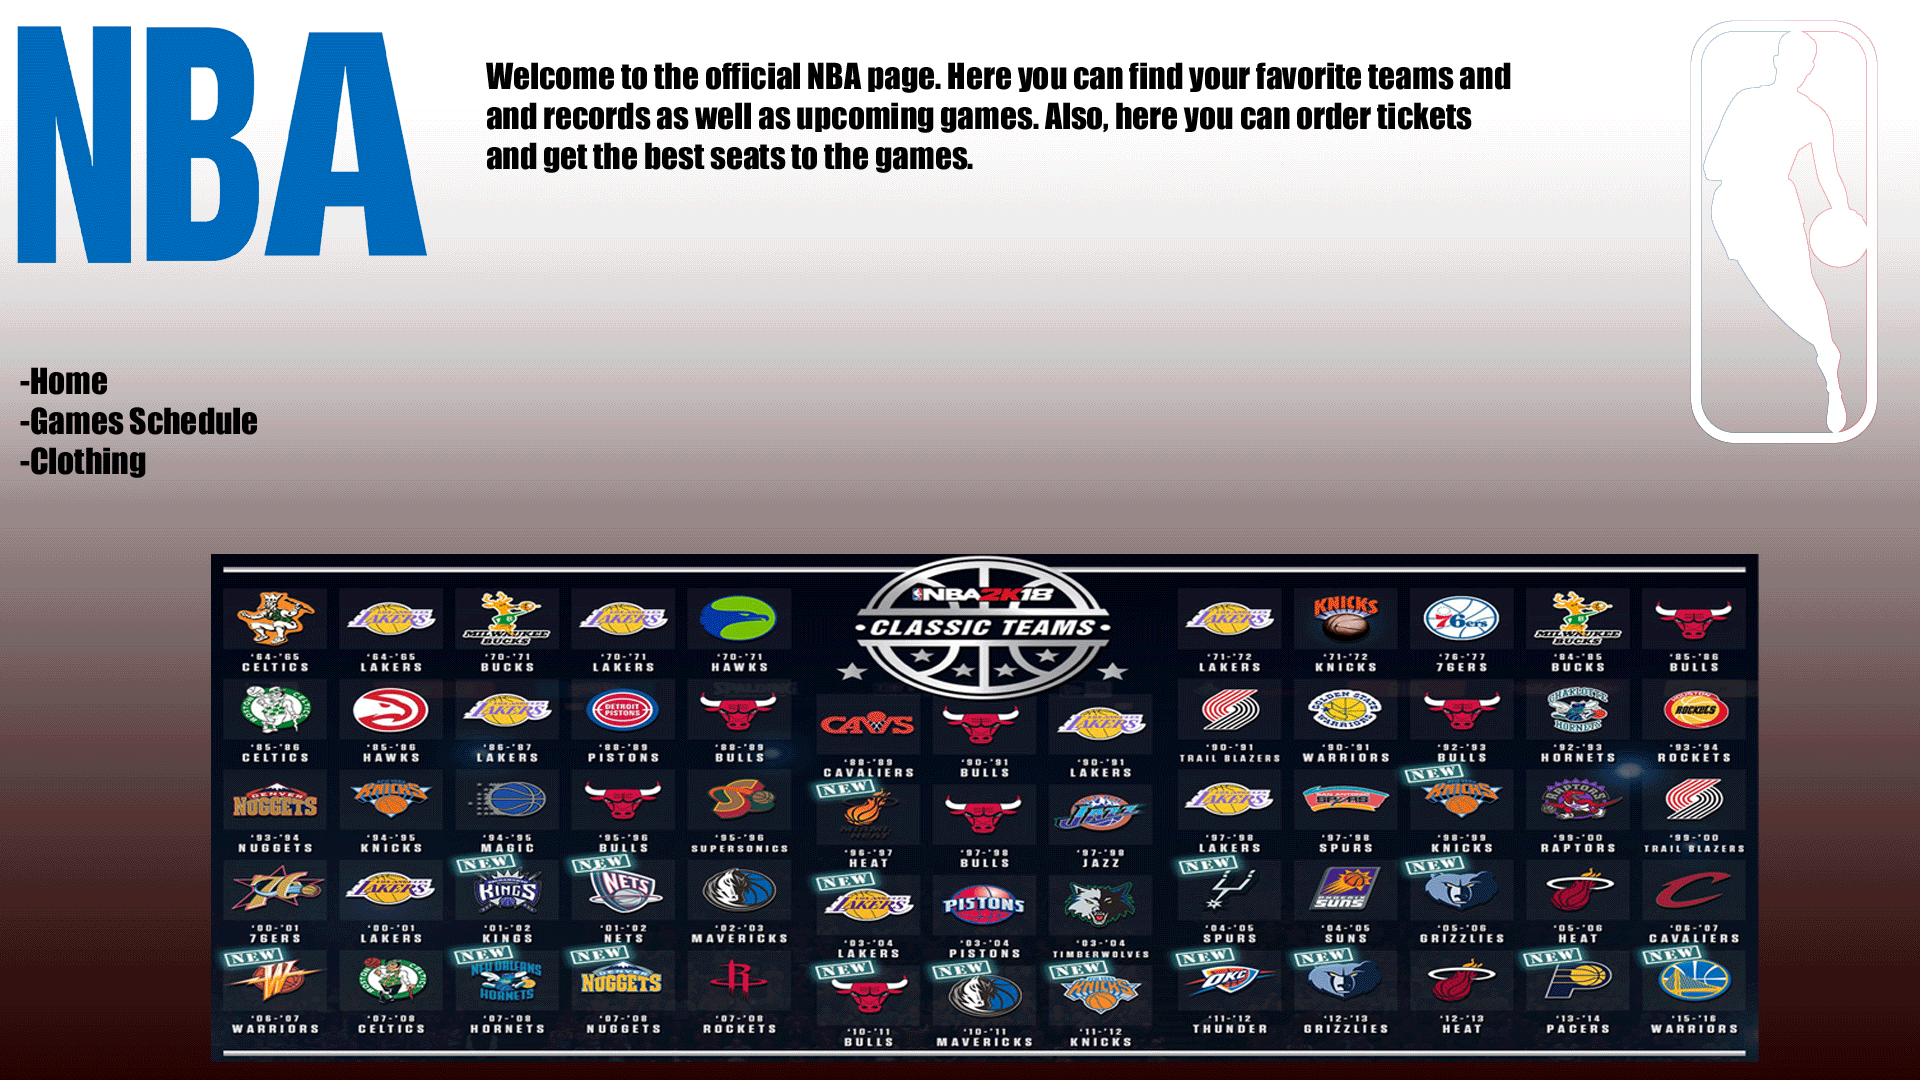 NBA
Welcome to the official NBA page. Here you can find your favorite teams and
and records as well as upcoming games. Also, here you can order tickets
and get the best seats to the games.
-Home
-Games Schedule
-Clothing
NBA2K18
CLASSIC TEAMS
'64-'65 CELTICS
'64-'65 LAKERS
'70-'71 BUCKS
'70-'71 LAKERS
'70-'71 HAWKS
'71-'72 LAKERS
'71-'72 KNICKS
'76-'77 76ERS
'84-'85 BUCKS
'85-'86 BULLS
'85-'86 CELTICS
'85-'86 HAWKS
'86-'87 LAKERS
'88-'89 PISTONS
'88-'89 BULLS
'88-'89 CAVALIERS
'90-'91 BULLS
'90-'91 LAKERS
'90-'91 TRAIL BLAZERS
'90-'91 WARRIORS
'92-'93 BULLS
'92-'93 HORNETS
'93-'94 ROCKETS
'93-'94 NUGGETS
'94-'95 KNICKS
'94-'95 MAGIC
'95-'96 BULLS
'95-'96 SUPERSONICS
NEW '96-'97 HEAT
'97-'98 BULLS
'97-'98 JAZZ
'97-'98 LAKERS
'97-'98 SPURS
NEW '98-'99 KNICKS
'99-'00 RAPTORS
'99-'00 TRAIL BLAZERS
'00-'01 76ERS
'00-'01 LAKERS
NEW '01-'02 KINGS
NEW '01-'02 NETS
'02-'03 MAVERICKS
NEW '03-'04 LAKERS
'03-'04 PISTONS
'03-'04 TIMBERWOLVES
NEW '04-'05 SPURS
'04-'05 SUNS
NEW '05-'06 GRIZZLIES
'05-'06 HEAT
'06-'07 CAVALIERS
NEW '06-'07 WARRIORS
'07-'08 CELTICS
NEW '07-'08 HORNETS
NEW '07-'08 NUGGETS
'07-'08 ROCKETS
NEW '10-'11 BULLS
NEW '10-'11 MAVERICKS
NEW '11-'12 KNICKS
NEW '11-'12 THUNDER
NEW '12-'13 GRIZZLIES
'12-'13 HEAT
NEW '13-'14 PACERS
NEW '15-'16 WARRIORS